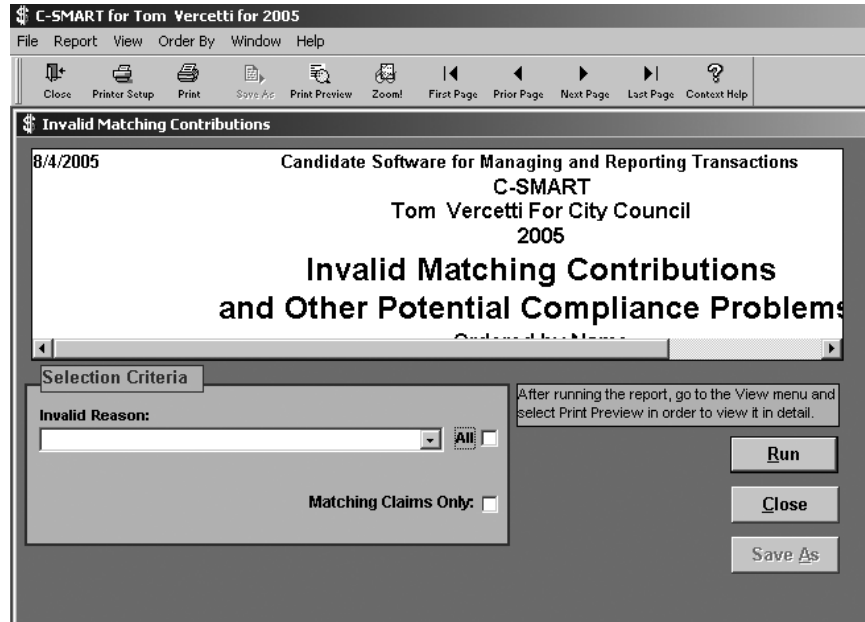 C-SMART for Tom Vercetti for 2005
File Report View Order By Window Help
Close Printer Setup Print Save As Print Preview Zoom! First Page Prior Page Next Page Last Page Context Help
Invalid Matching Contributions
8/4/2005 Candidate Software for Managing and Reporting Transactions
C-SMART
Tom Vercetti For City Council
2005
Invalid Matching Contributions
and Other Potential Compliance Problems
Ordered by Name
Selection Criteria
After running the report, go to the View menu and
select Print Preview in order to view it in detail.
Invalid Reason:
All
Run
Matching Claims Only:
Close
Save As